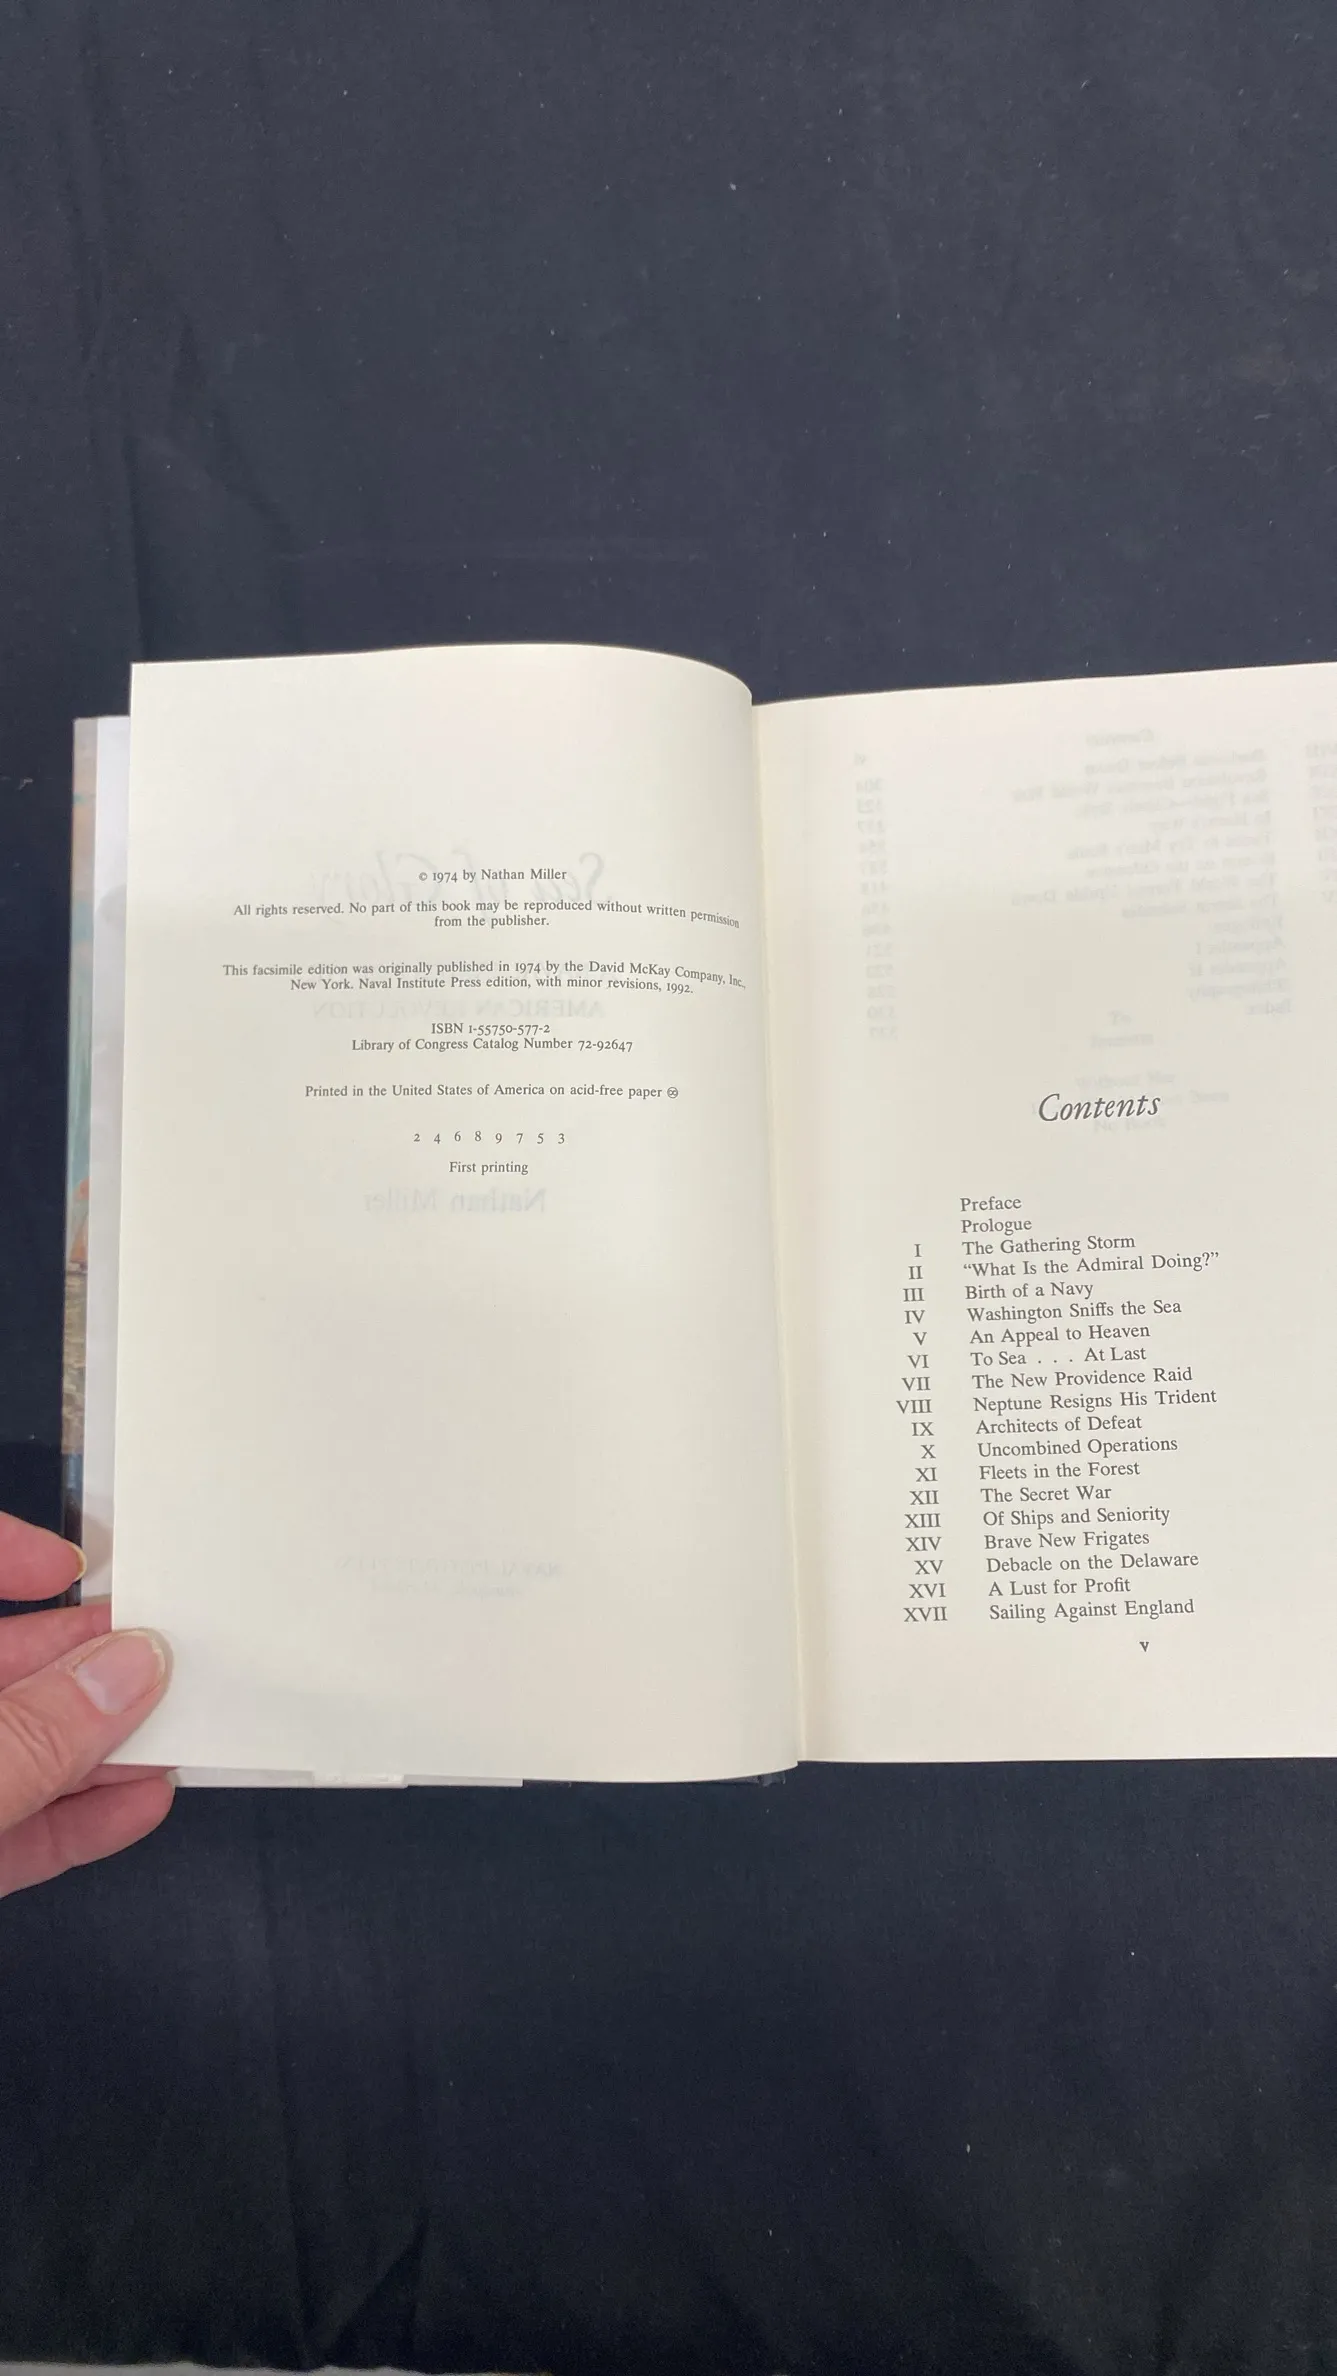 © 1974 by Nathan Miller
All rights reserved. No part of this book may be reproduced without written permission
from the publisher.
This facsimile edition was originally published in 1974 by the David McKay Company, Inc.,
New York. Naval Institute Press edition, with minor revisions, 1992.
ISBN 1-55750-577-2
Library of Congress Catalog Number 72-92647
Printed in the United States of America on acid-free paper ♾
2 4 6 8 9 7 5 3
First printing
Contents
Preface
Prologue
I The Gathering Storm
II “What Is the Admiral Doing?”
III Birth of a Navy
IV Washington Sniffs the Sea
V An Appeal to Heaven
VI To Sea . . . At Last
VII The New Providence Raid
VIII Neptune Resigns His Trident
IX Architects of Defeat
X Uncombined Operations
XI Fleets in the Forest
XII The Secret War
XIII Of Ships and Seniority
XIV Brave New Frigates
XV Debacle on the Delaware
XVI A Lust for Profit
XVII Sailing Against England
v